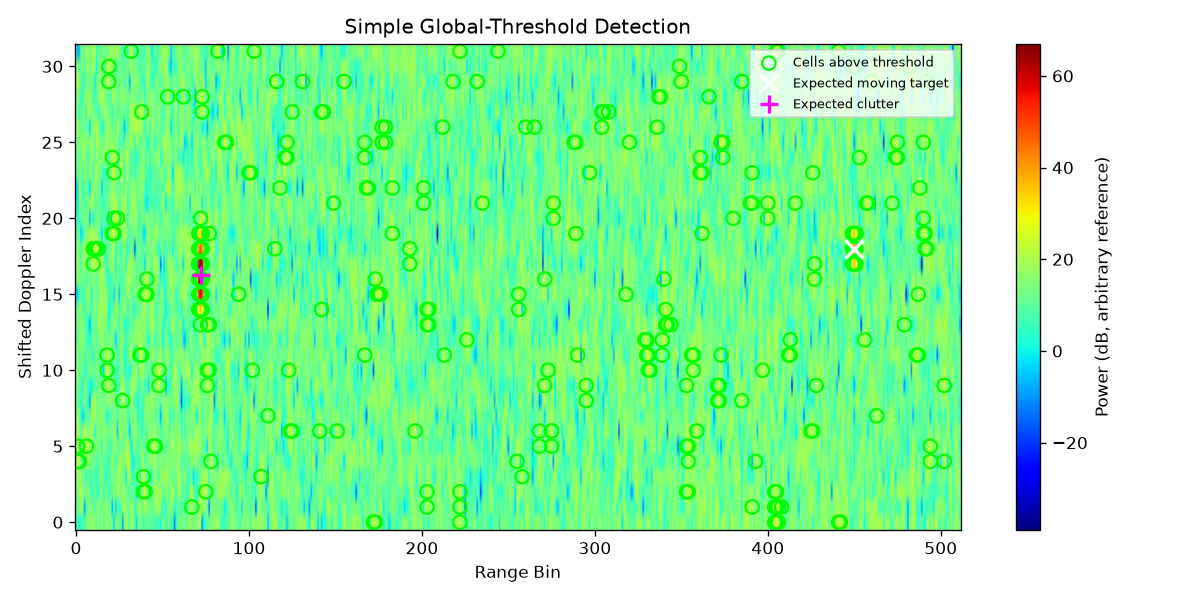 Simple Global-Threshold Detection
Cells above threshold
Expected moving target
Expected clutter
30
25
20
15
10
5
0
Shifted Doppler Index
0 100 200 300 400 500
Range Bin
60
40
20
0
−20
Power (dB, arbitrary reference)